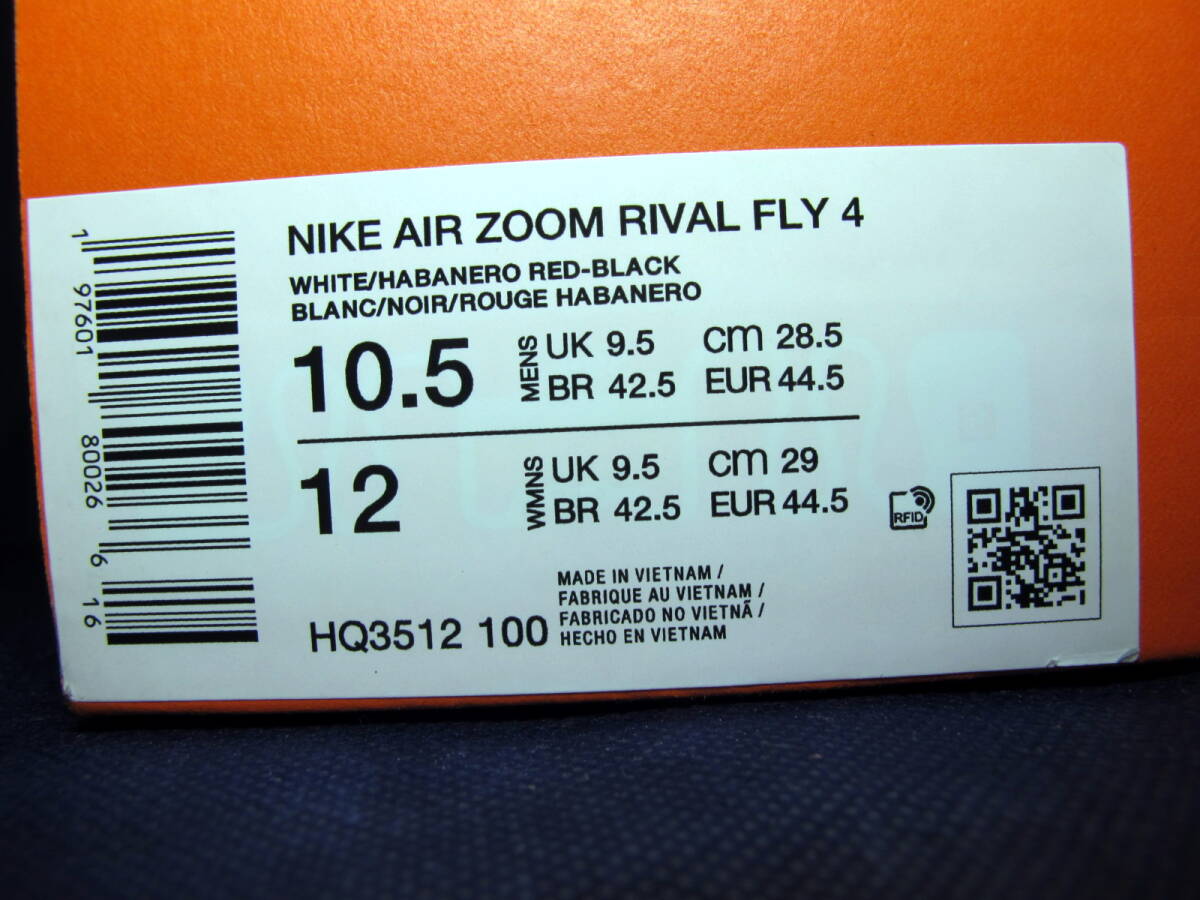 NIKE AIR ZOOM RIVAL FLY 4
WHITE/HABANERO RED-BLACK
BLANC/NOIR/ROUGE HABANERO
10.5 MENS UK 9.5 CM 28.5
BR 42.5 EUR 44.5
12 WMNS UK 9.5 CM 29
BR 42.5 EUR 44.5
RFID
HQ3512 100
MADE IN VIETNAM /
FABRIQUE AU VIETNAM /
FABRICADO NO VIETNÃ /
HECHO EN VIETNAM
1 97601 80026 6 16